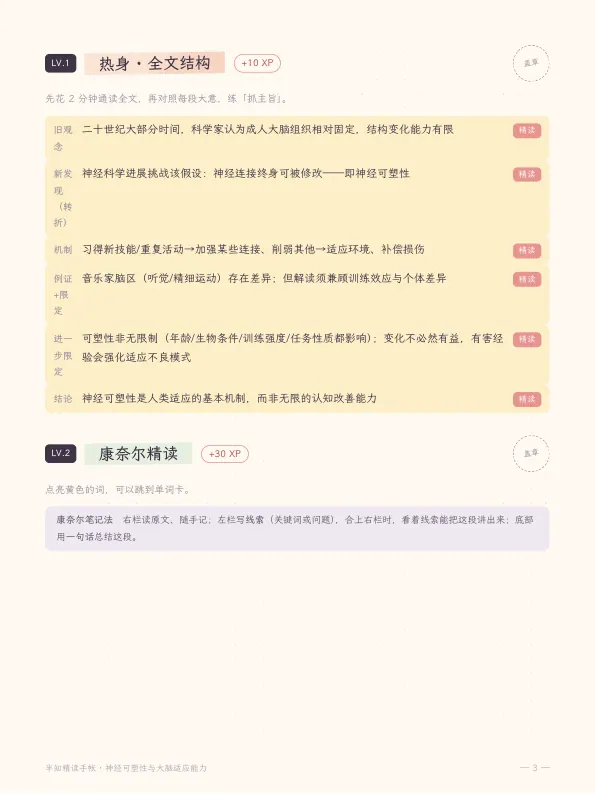 LV.1 热身·全文结构 +10 XP 盖章
先花 2 分钟通读全文，再对照每段大意，练「抓主旨」。
旧观念 二十世纪大部分时间，科学家认为成人大脑组织相对固定，结构变化能力有限 精读
新发现（转折） 神经科学进展挑战该假设：神经连接终身可被修改——即神经可塑性 精读
机制 习得新技能/重复活动→加强某些连接、削弱其他→适应环境、补偿损伤 精读
例证+限定 音乐家脑区（听觉/精细运动）存在差异；但解读须兼顾训练效应与个体差异 精读
进一步限定 可塑性非无限制（年龄/生物条件/训练强度/任务性质都影响）；变化不必然有益，有害经
验会强化适应不良模式 精读
结论 神经可塑性是人类适应的基本机制，而非无限的认知改善能力 精读
LV.2 康奈尔精读 +30 XP 盖章
点亮黄色的词，可以跳到单词卡。
康奈尔笔记法 右栏读原文、随手记；左栏写线索（关键词或问题），合上右栏时，看着线索能把这段讲出来；底部
用一句话总结这段。
半知精读手帐·神经可塑性与大脑适应能力 — 3 —